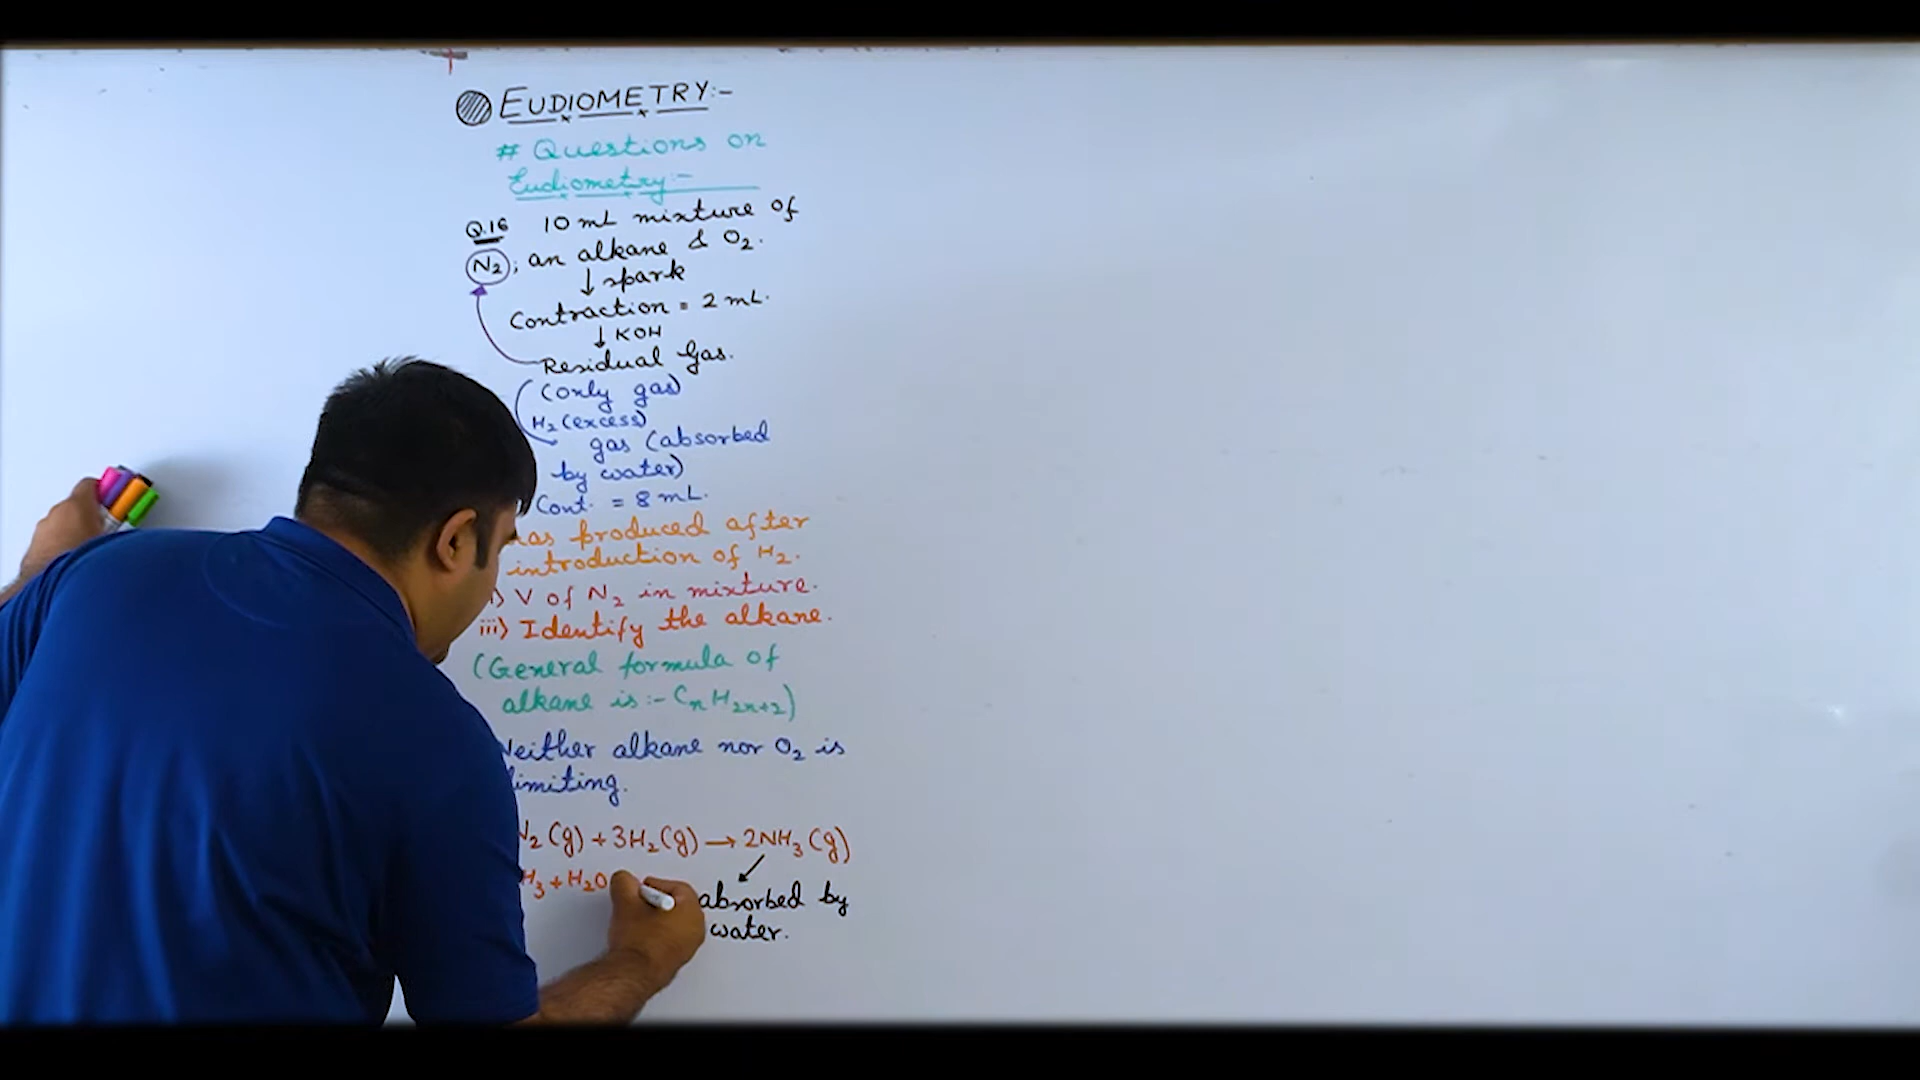 EUDIOMETRY:-
# Questions on
Eudiometry:-
Q.16 10 mL mixture of
N₂; an alkane & O₂.
↓ spark
Contraction = 2 mL.
↓ KOH
Residual Gas.
(only gas)
H₂ (excess)
gas (absorbed
by water)
Cont. = 8 mL.
produced after
introduction of H₂.
V of N₂ in mixture.
iii) Identify the alkane.
(General formula of
alkane is:- CₙH₂ₙ₊₂)
Neither alkane nor O₂ is
limiting.
N₂(g) + 3H₂(g) → 2NH₃(g)
H₃ + H₂O
absorbed by
water.